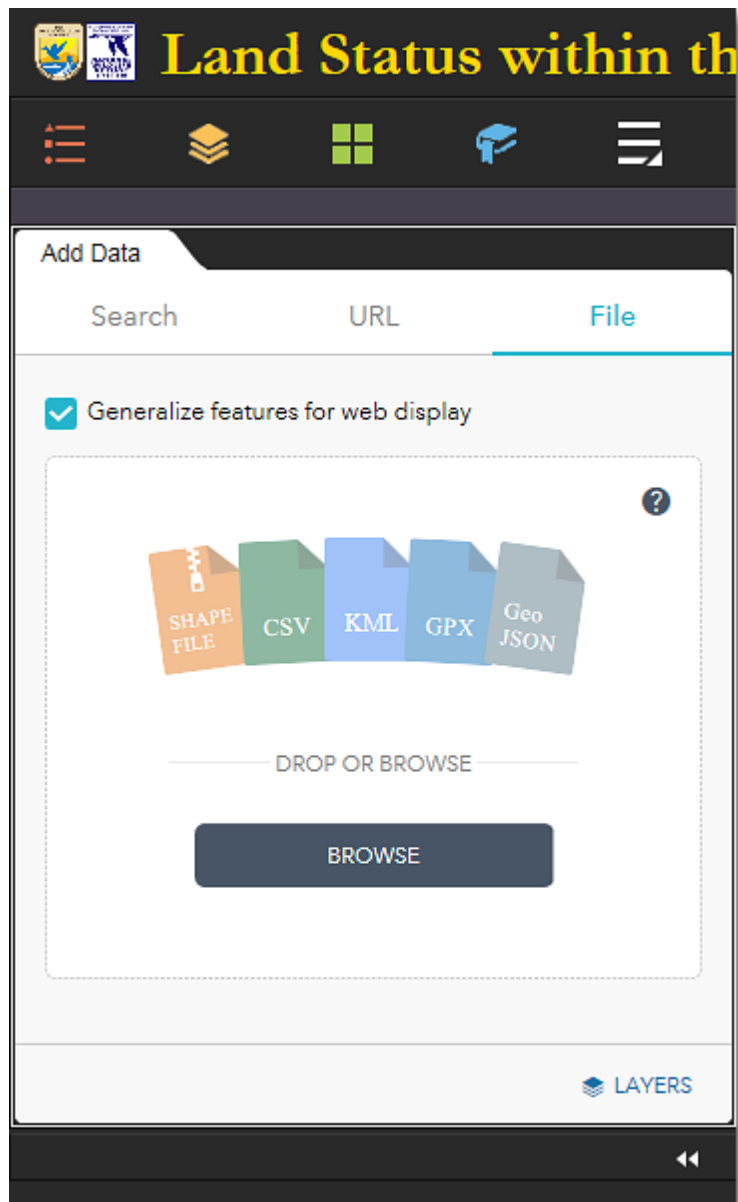 Land Status within th
Add Data
Search URL File
Generalize features for web display
?
SHAPE
FILE
CSV
KML
GPX
Geo
JSON
DROP OR BROWSE
BROWSE
LAYERS